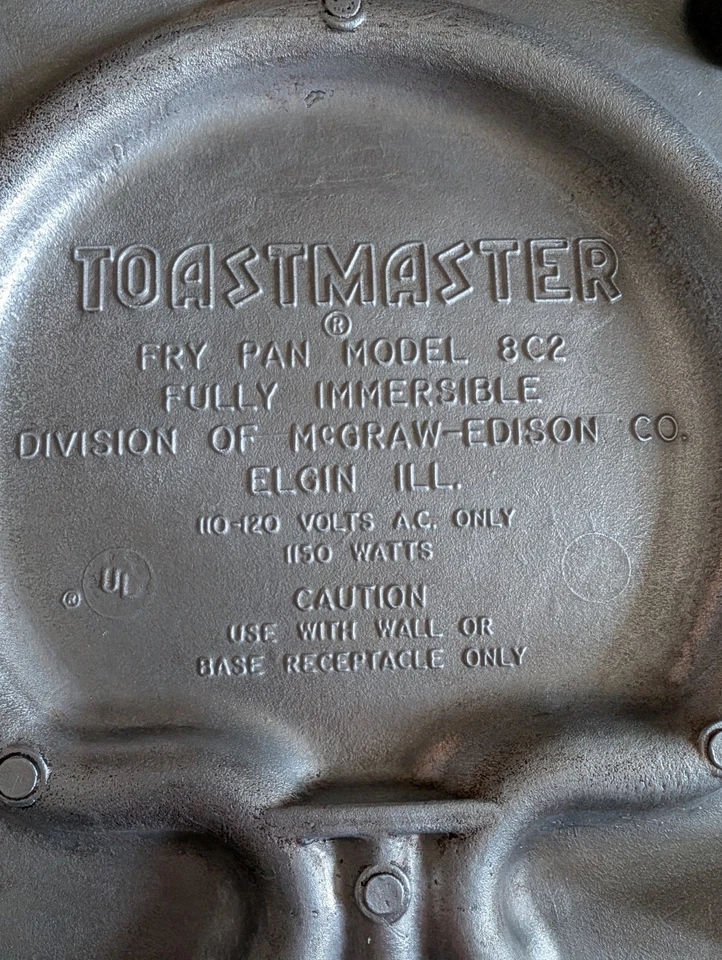 TOASTMASTER
®
FRY PAN MODEL 8C2
FULLY IMMERSIBLE
DIVISION OF McGRAW-EDISON CO.
ELGIN ILL.
110-120 VOLTS A.C. ONLY
1150 WATTS
® UL
CAUTION
USE WITH WALL OR
BASE RECEPTACLE ONLY